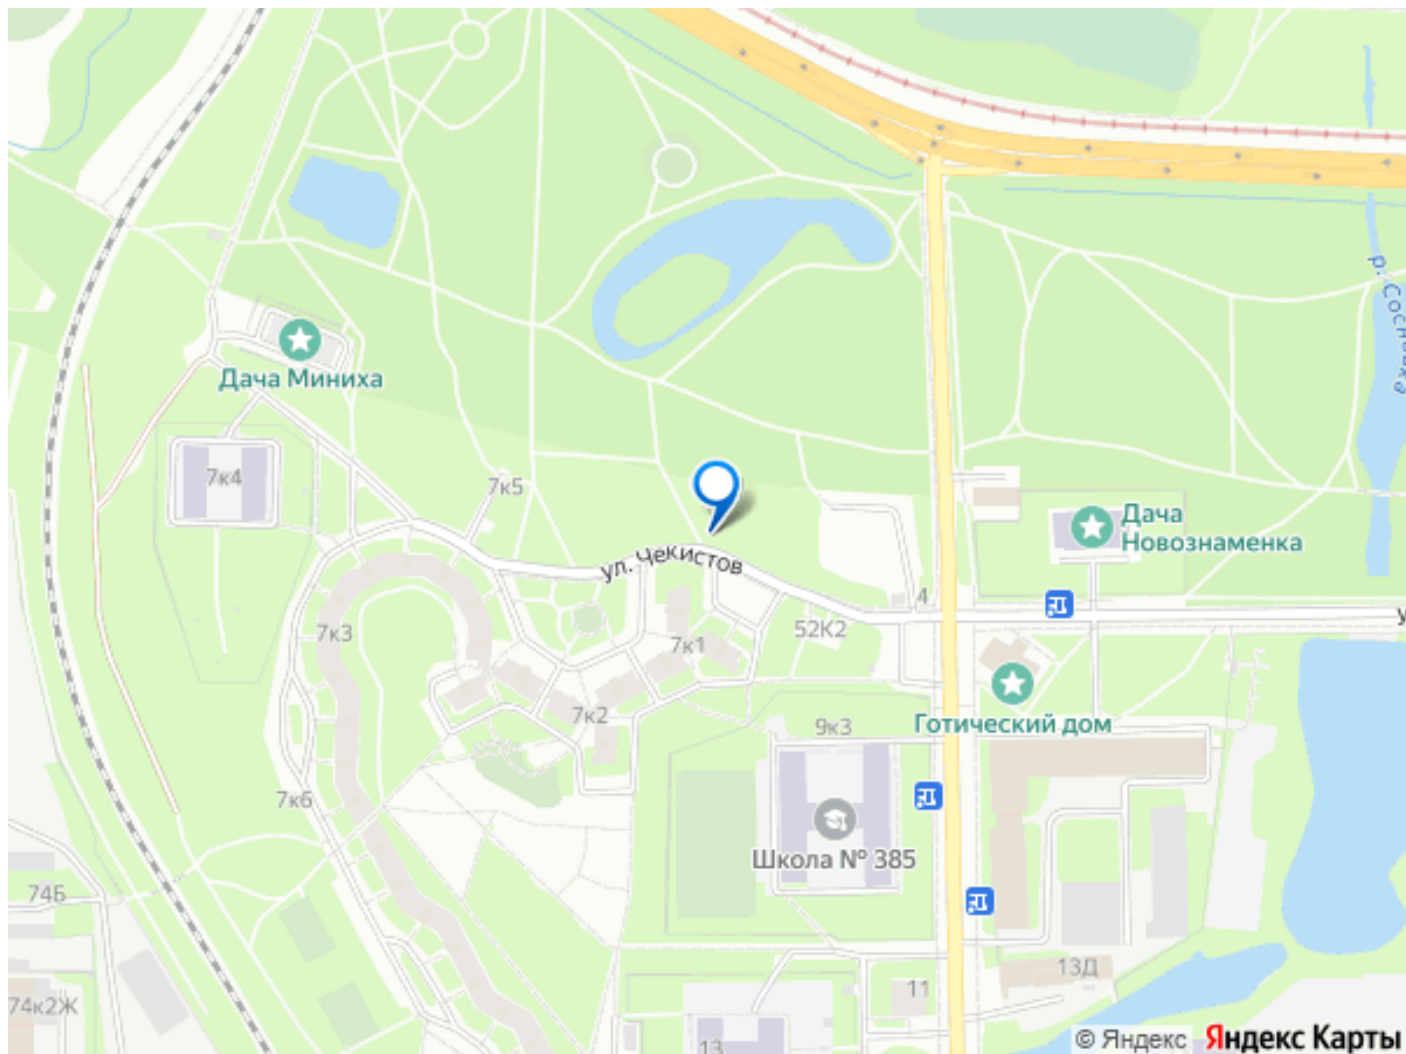 р. Сосновка
Дача Миниха
7к4
7к5
Дача
Новознаменка
ул. Чекистов
4
52К2
7к3
7к1
7к2
Готический дом
9к3
7к6
Школа № 385
74Б
13Д
11
74к2Ж
13
© Яндекс Яндекс Карты